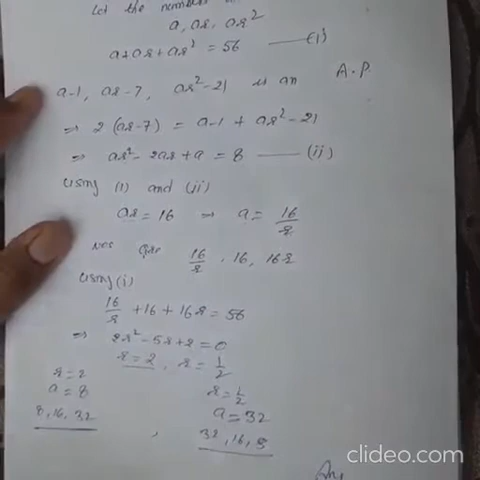 Let the numbers
a, ar, ar²
a+ar+ar² = 56 —— (i)
a-1, ar-7, ar²-21 is an A.P.
⇒ 2(ar-7) = a-1 + ar²-21
⇒ ar²-2ar+a = 8 —— (ii)
Using (i) and (ii)
ar = 16 ⇒ a = 16/r
16/r, 16, 16r
Using (i)
16/r + 16 + 16r = 56
⇒ 2r²-5r+2 = 0
r = 2, r = 1/2
r = 2 r = 1/2
a = 8 a = 32
8, 16, 32 , 32, 16, 8
Ans
clideo.com